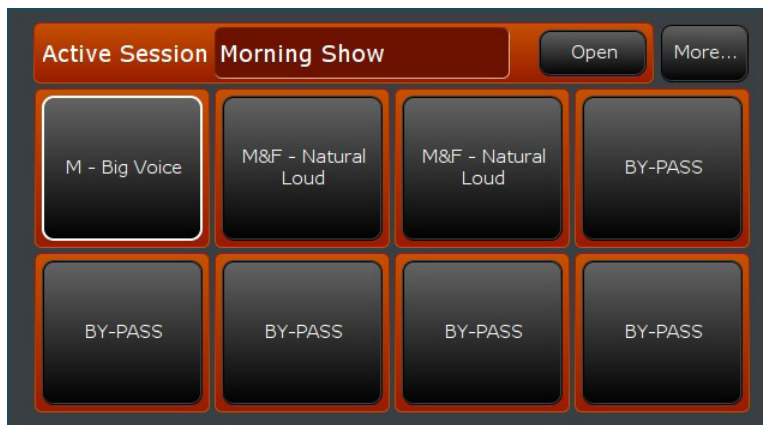 Active Session Morning Show Open More...
M - Big Voice
M&F - Natural
Loud
M&F - Natural
Loud
BY-PASS
BY-PASS
BY-PASS
BY-PASS
BY-PASS